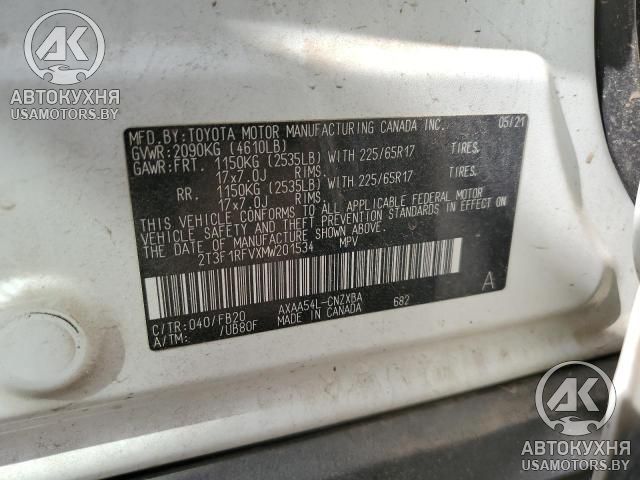 АК
АВТОКУХНЯ
USAMOTORS.BY
MFD.BY:TOYOTA MOTOR MANUFACTURING CANADA INC. 05/21
GVWR:2090KG (4610LB)
GAWR:FRT. 1150KG (2535LB) WITH 225/65R17 TIRES.
17x7.0J RIMS.
RR. 1150KG (2535LB) WITH 225/65R17 TIRES.
17x7.0J RIMS.
THIS VEHICLE CONFORMS TO ALL APPLICABLE FEDERAL MOTOR
VEHICLE SAFETY AND THEFT PREVENTION STANDARDS IN EFFECT ON
THE DATE OF MANUFACTURE SHOWN ABOVE.
2T3F1RFVXMW201534 MPV
A
C/TR:040/FB20 AXAA54L-CNZXBA 682
A/TM: /UB80F MADE IN CANADA
АК
АВТОКУХНЯ
USAMOTORS.BY